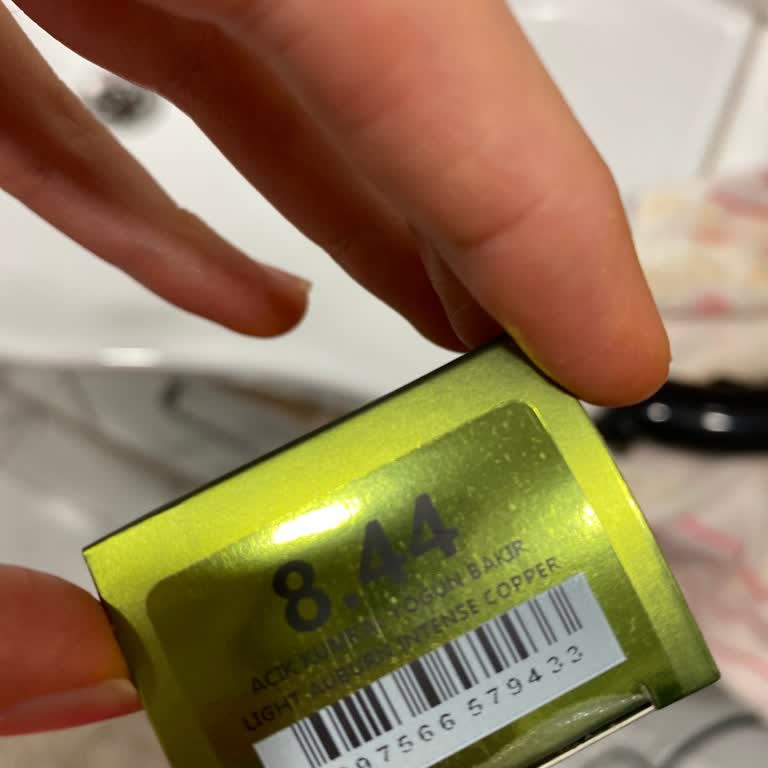 8.44
AÇIK KUMRAL YOĞUN BAKIR
LIGHT AUBURN INTENSE COPPER
97566 579433